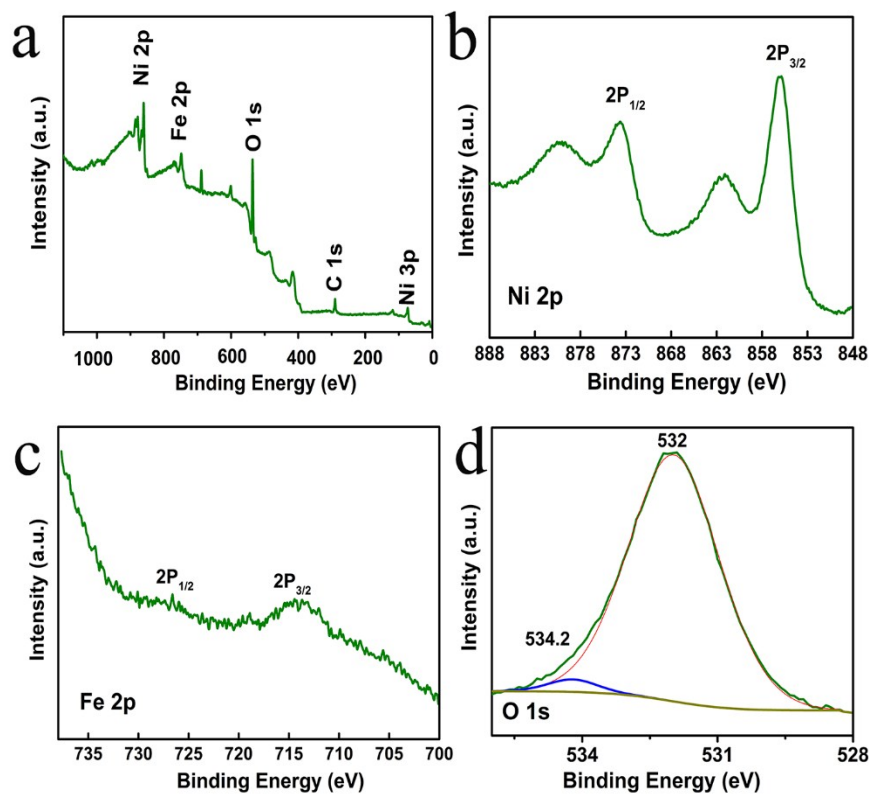 a
Ni 2p
Fe 2p
O 1s
C 1s
Ni 3p
Intensity (a.u.)
1000 800 600 400 200 0
Binding Energy (eV)
b
2P1/2
2P3/2
Ni 2p
Intensity (a.u.)
888 883 878 873 868 863 858 853 848
Binding Energy (eV)
c
2P1/2
2P3/2
Fe 2p
Intensity (a.u.)
735 730 725 720 715 710 705 700
Binding Energy (eV)
d
532
534.2
O 1s
Intensity (a.u.)
534 531 528
Binding Energy (eV)